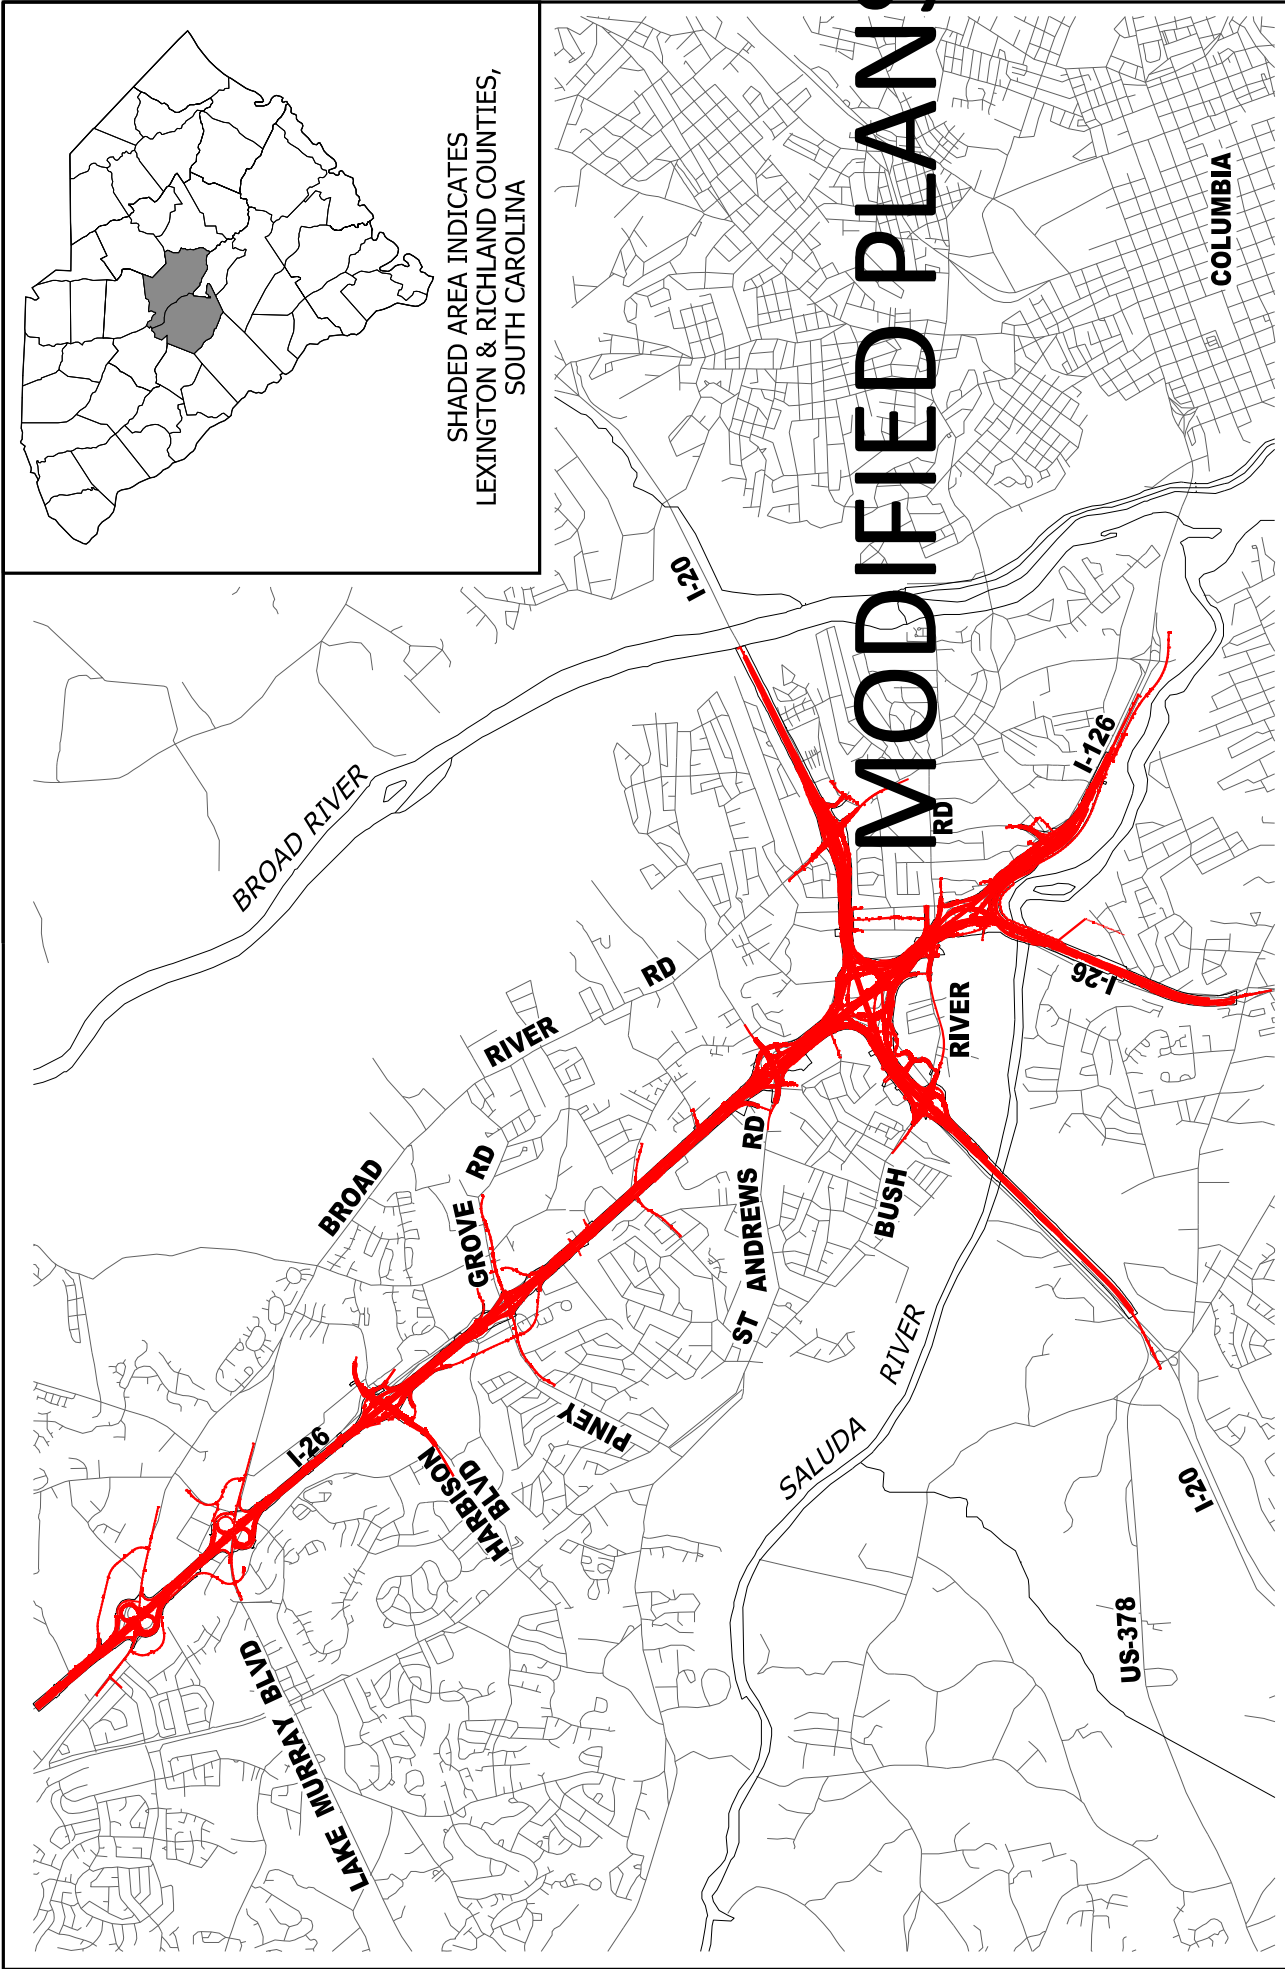 SHADED AREA INDICATES
LEXINGTON & RICHLAND COUNTIES,
SOUTH CAROLINA
MODIFIED PLANS
BROAD RIVER
I-20
COLUMBIA
I-126
RD
RIVER
BUSH
I-26
BROAD
RIVER
RD
GROVE
RD
PINEY
ST ANDREWS RD
I-26
HARBISON
BLVD
LAKE MURRAY BLVD
SALUDA
RIVER
I-20
US-378